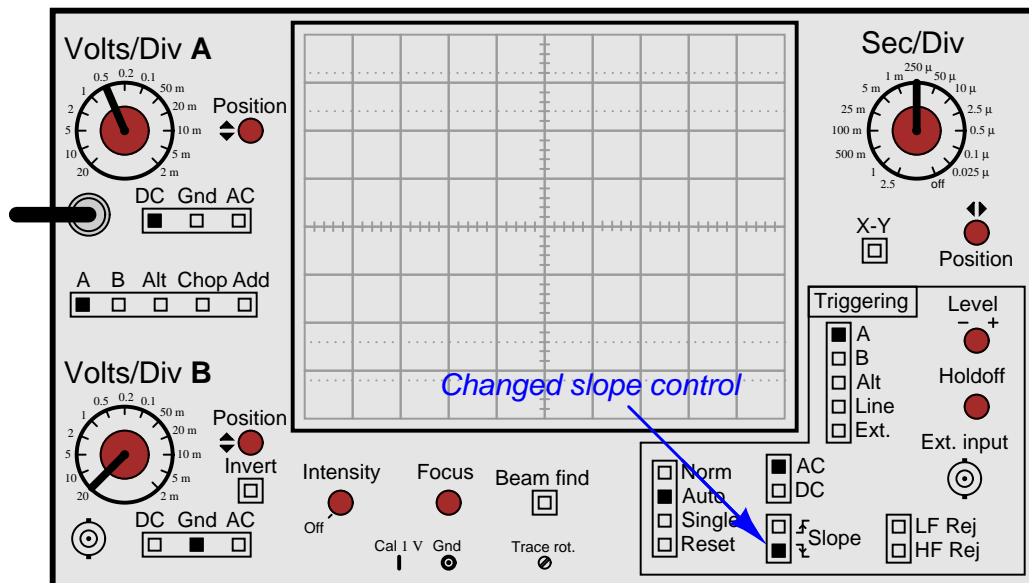 Volts/Div A
0.5 0.2 0.1
1 50 m
2 20 m
5 10 m
10 5 m
20 2 m
Position
DC Gnd AC
A B Alt Chop Add
Volts/Div B
0.5 0.2 0.1
1 50 m
2 20 m
5 10 m
10 5 m
20 2 m
Position
Invert
DC Gnd AC
Intensity
Off
Focus
Beam find
Cal 1 V Gnd Trace rot.
Changed slope control
Sec/Div
250 µ
1 m 50 µ
5 m 10 µ
25 m 2.5 µ
100 m 0.5 µ
500 m 0.1 µ
1 0.025 µ
2.5 off
X-Y
Position
Triggering
A
B
Alt
Line
Ext.
Level
− +
Holdoff
Ext. input
Norm
Auto
Single
Reset
AC
DC
Slope
LF Rej
HF Rej